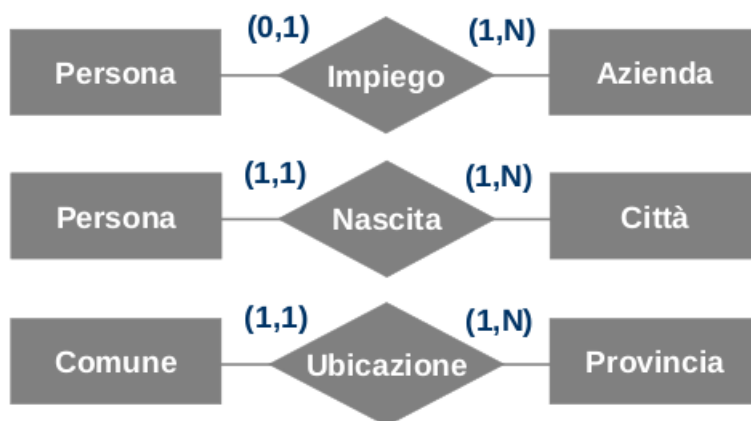 (0,1) (1,N)
Persona Impiego Azienda
(1,1) (1,N)
Persona Nascita Città
(1,1) (1,N)
Comune Ubicazione Provincia